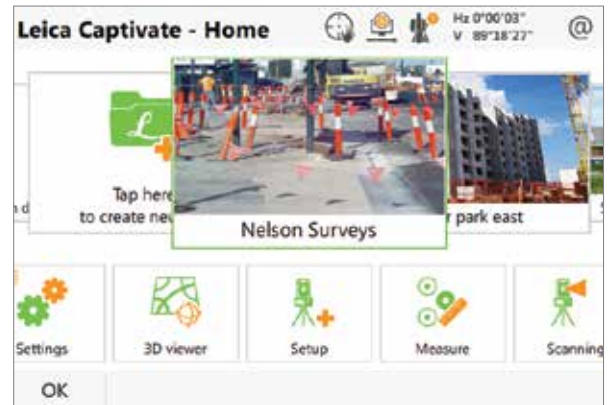 Leica Captivate - Home
Hz 0°00'03"
V 89°18'27"
@
Tap here
to create new
Nelson Surveys
park east
Settings
3D viewer
Setup
Measure
Scanning
OK